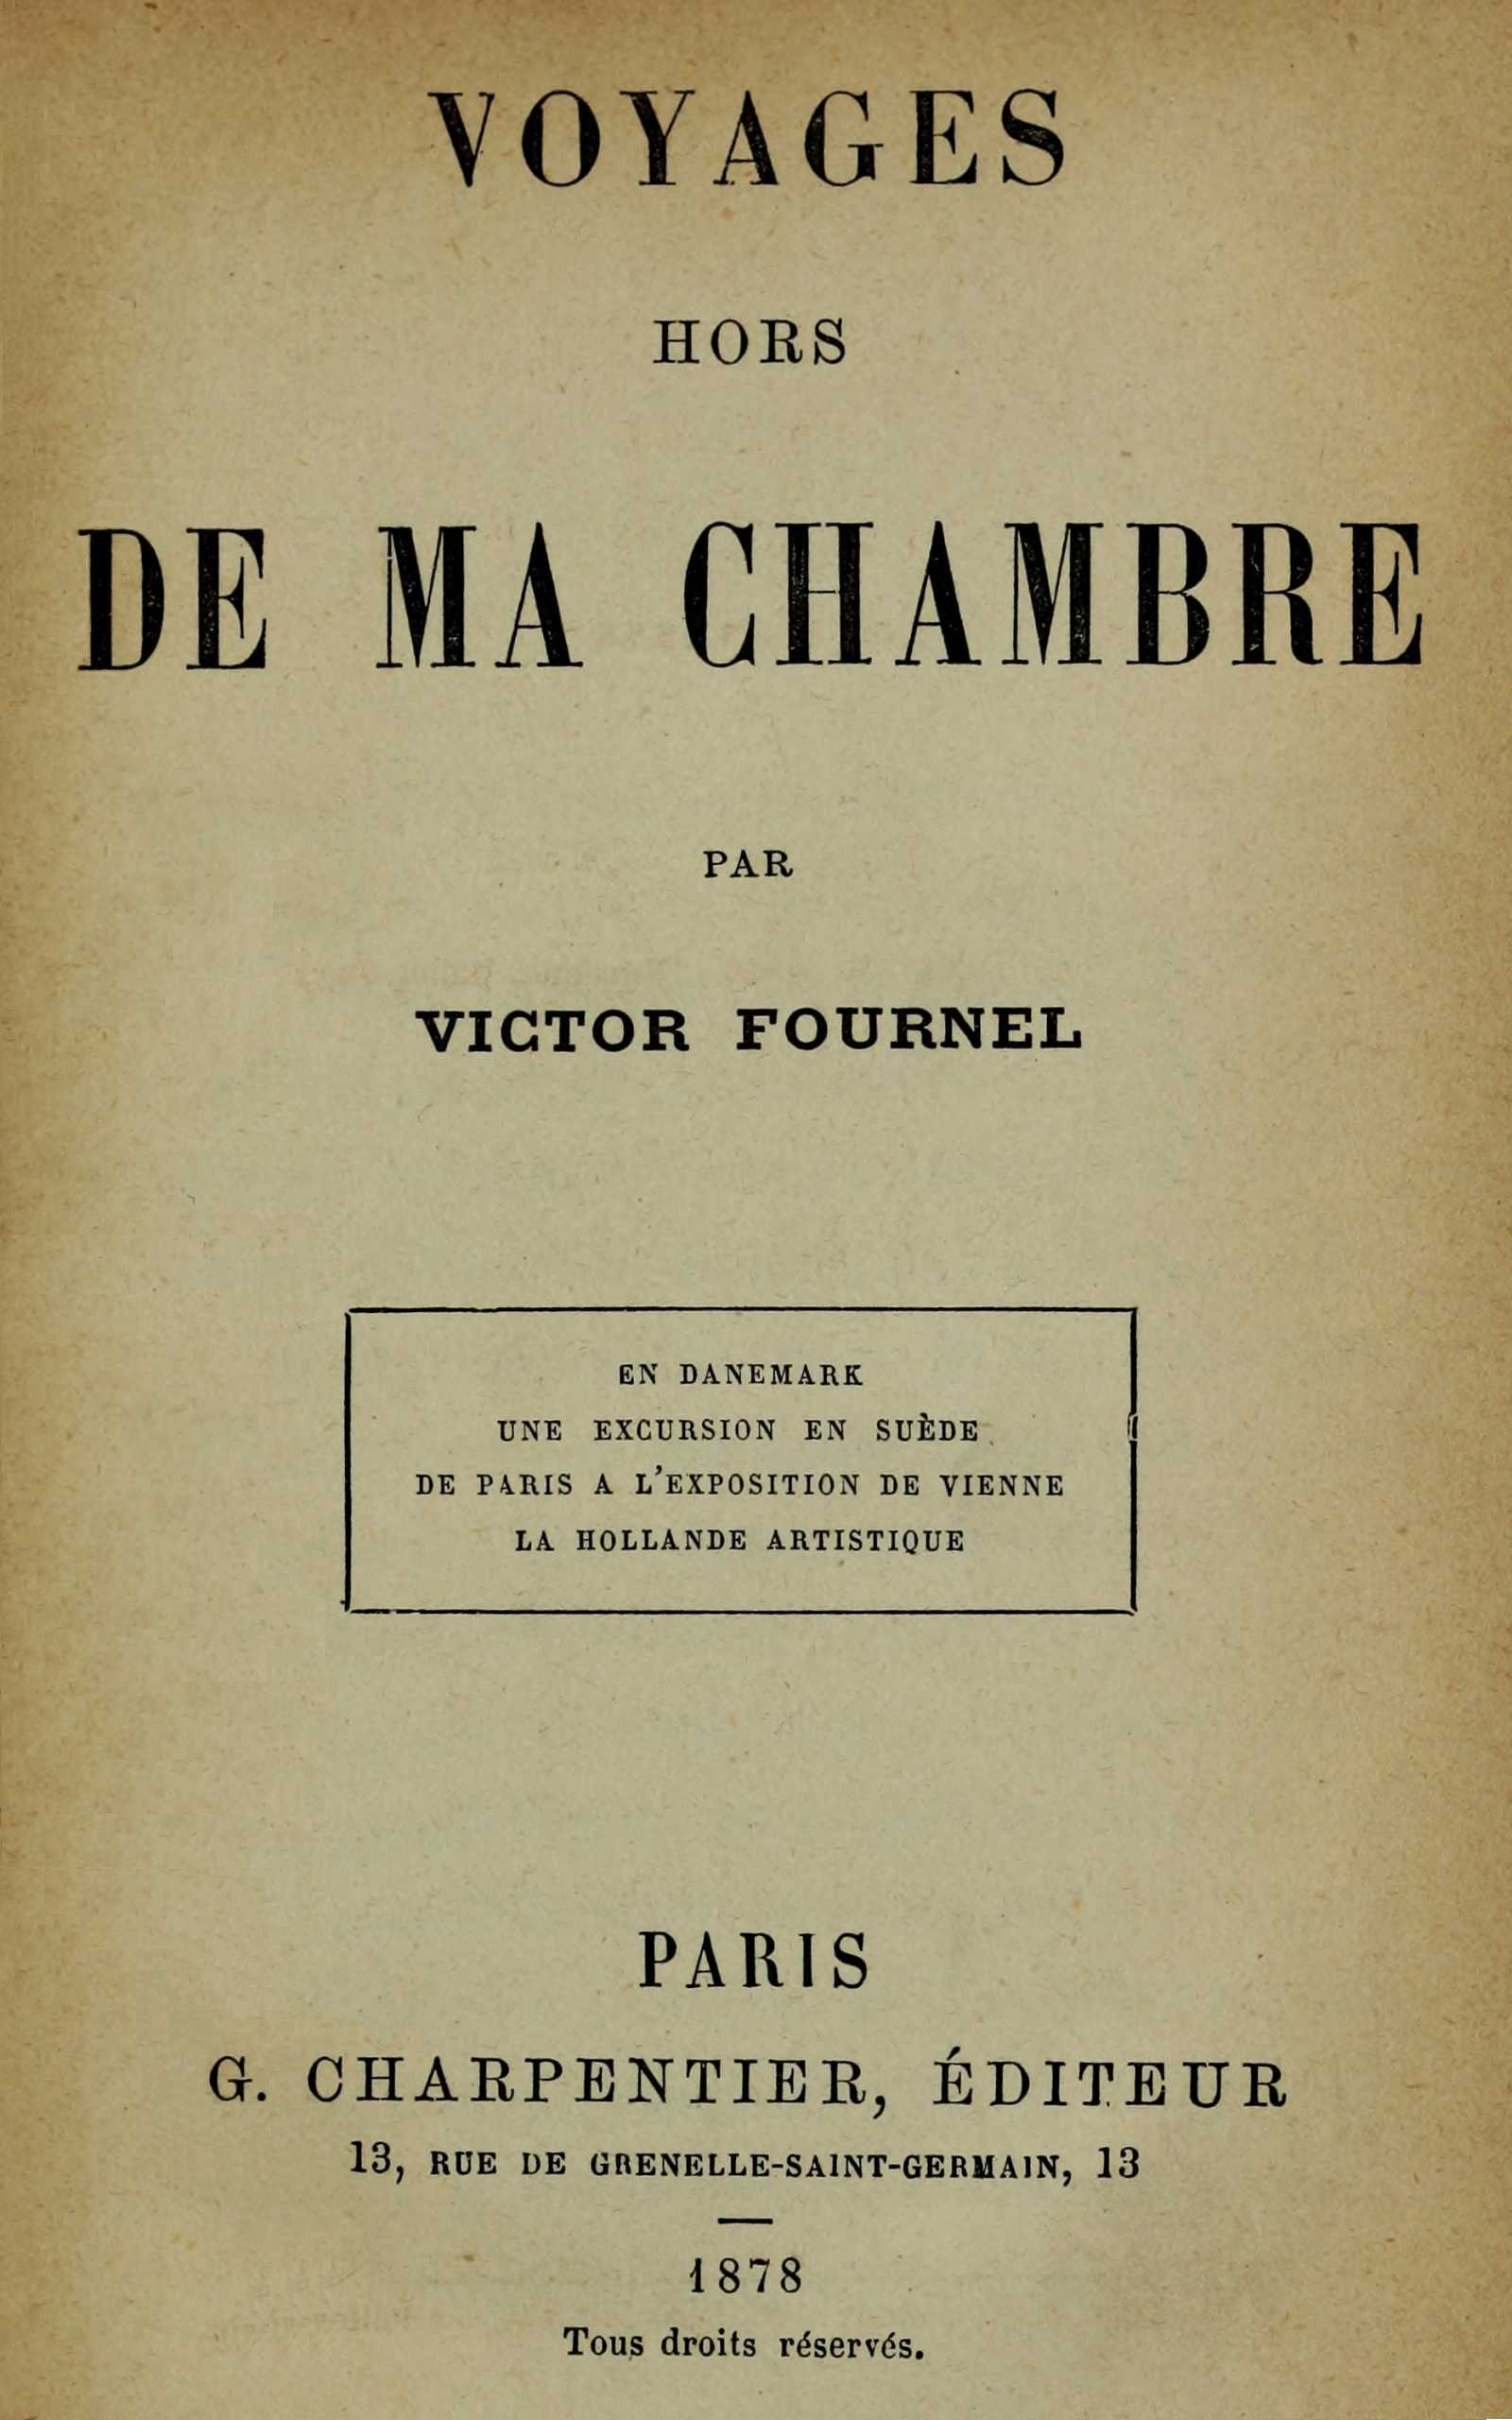 VOYAGES
HORS
DE MA CHAMBRE
PAR
VICTOR FOURNEL
EN DANEMARK
UNE EXCURSION EN SUÈDE
DE PARIS A L'EXPOSITION DE VIENNE
LA HOLLANDE ARTISTIQUE
PARIS
G. CHARPENTIER, ÉDITEUR
13, RUE DE GRENELLE-SAINT-GERMAIN, 13
1878
Tous droits réservés.